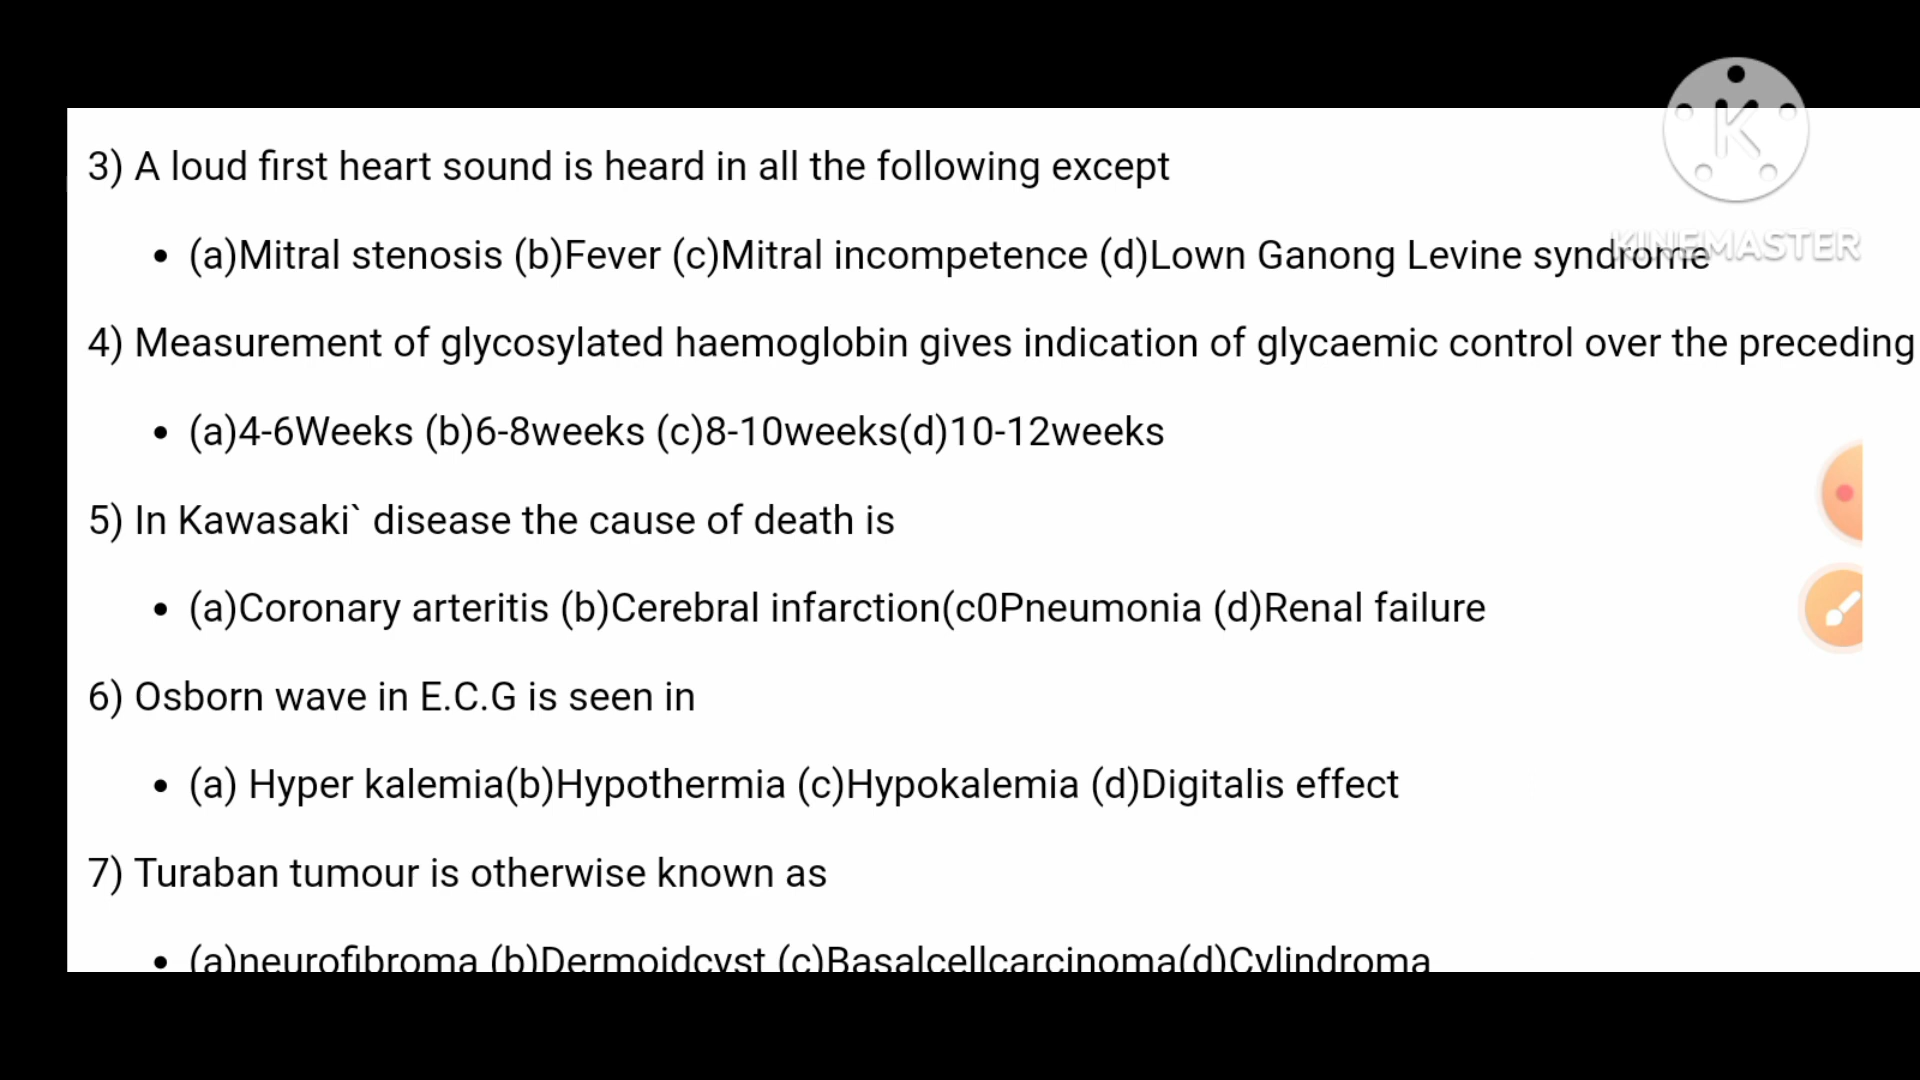 3) A loud first heart sound is heard in all the following except
• (a)Mitral stenosis (b)Fever (c)Mitral incompetence (d)Lown Ganong Levine syndrome
4) Measurement of glycosylated haemoglobin gives indication of glycaemic control over the preceding
• (a)4-6Weeks (b)6-8weeks (c)8-10weeks(d)10-12weeks
5) In Kawasaki` disease the cause of death is
• (a)Coronary arteritis (b)Cerebral infarction(c0Pneumonia (d)Renal failure
6) Osborn wave in E.C.G is seen in
• (a) Hyper kalemia(b)Hypothermia (c)Hypokalemia (d)Digitalis effect
7) Turaban tumour is otherwise known as
• (a)neurofibroma (b)Dermoidcyst (c)Basalcellcarcinoma(d)Cylindroma
K
KINEMASTER